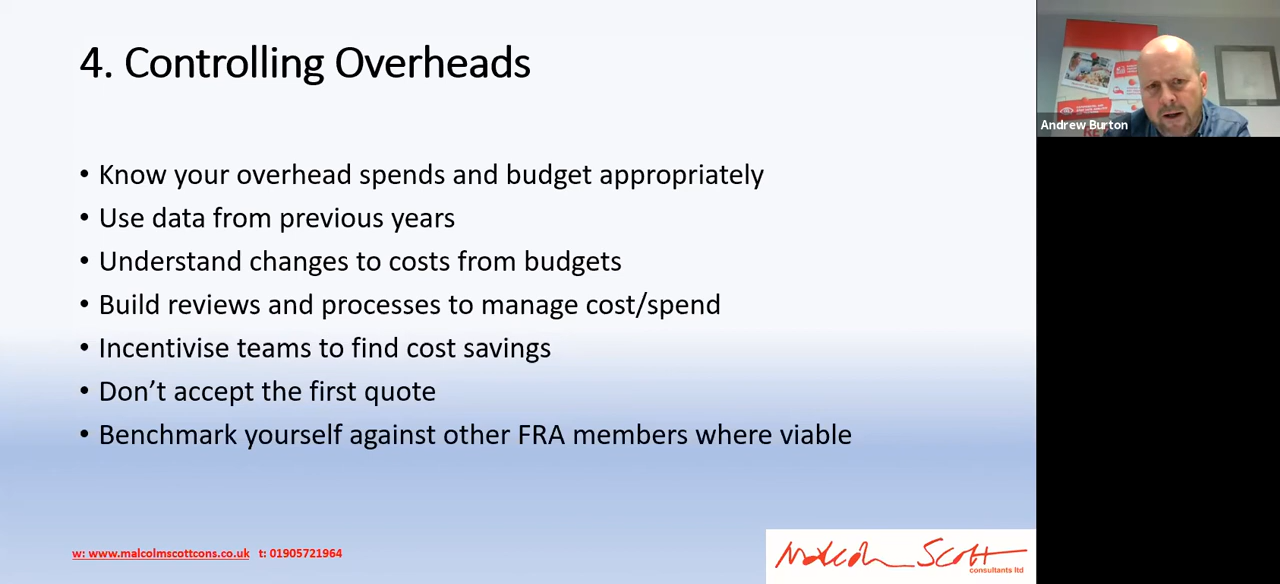 4. Controlling Overheads
• Know your overhead spends and budget appropriately
• Use data from previous years
• Understand changes to costs from budgets
• Build reviews and processes to manage cost/spend
• Incentivise teams to find cost savings
• Don’t accept the first quote
• Benchmark yourself against other FRA members where viable
w: www.malcolmscottcons.co.uk t: 01905721964
Malcolm Scott
consultants ltd
Andrew Burton